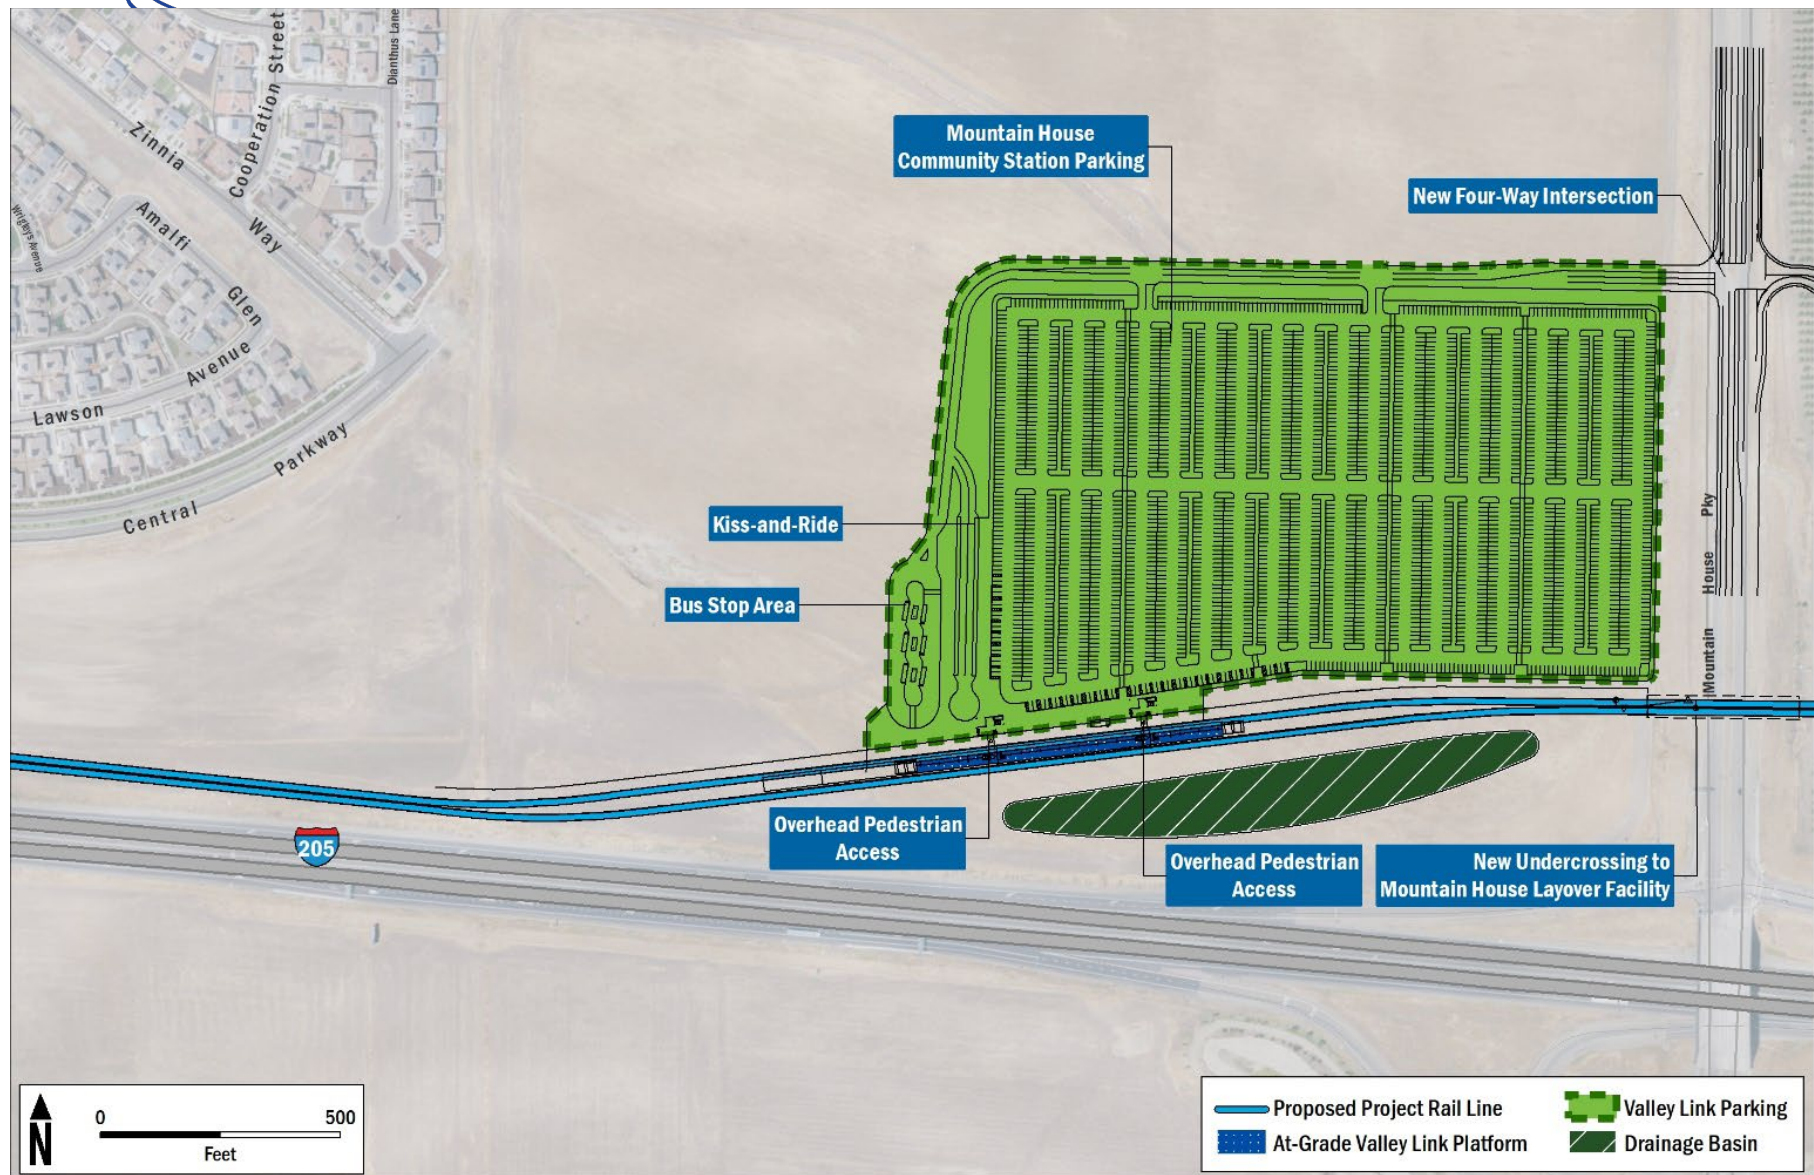 Zinnia
Way
Cooperation Street
Dianthus Lane
Wrigleys Avenue
Amalfi
Glen
Lawson
Avenue
Central
Parkway
Mountain House
Community Station Parking
New Four-Way Intersection
Kiss-and-Ride
Bus Stop Area
Mountain House Pky
Overhead Pedestrian
Access
Overhead Pedestrian
Access
New Undercrossing to
Mountain House Layover Facility
205
N
0 500
Feet
Proposed Project Rail Line
At-Grade Valley Link Platform
Valley Link Parking
Drainage Basin